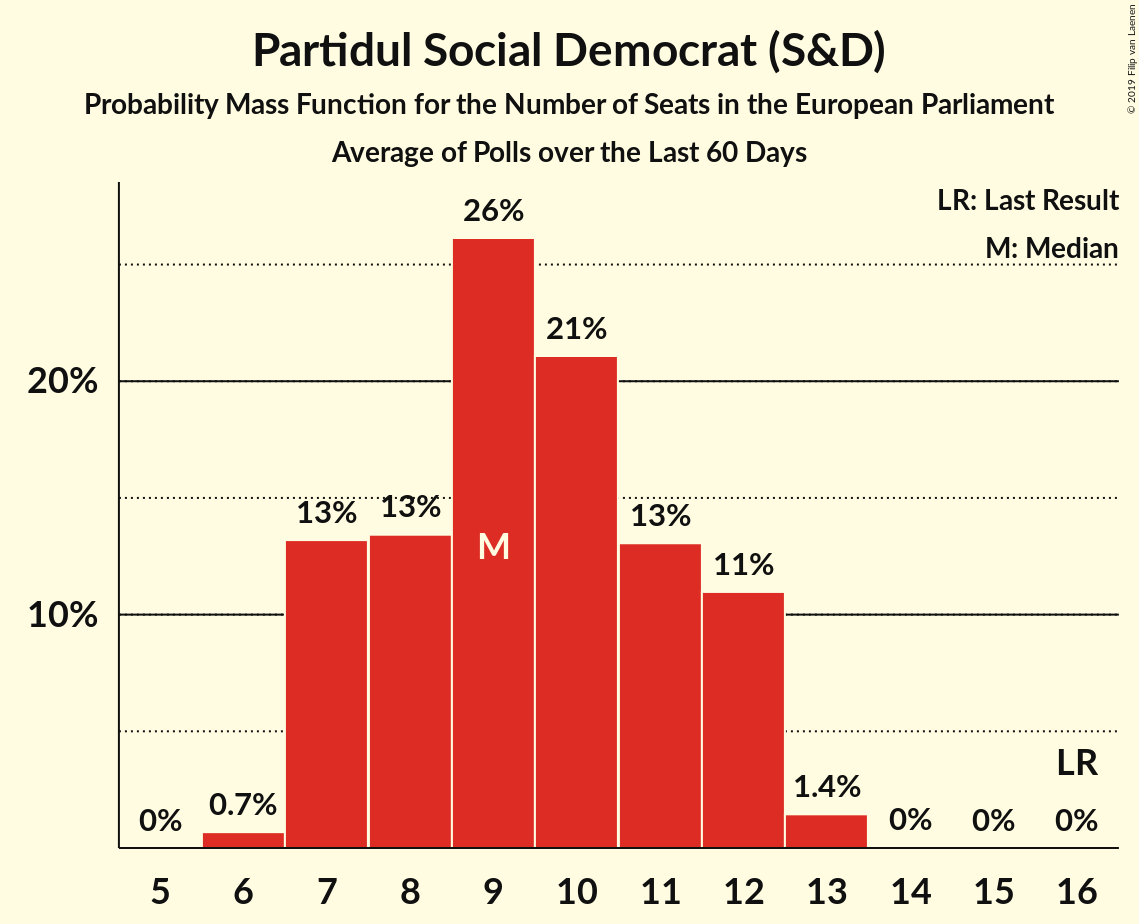 Partidul Social Democrat (S&D)
Probability Mass Function for the Number of Seats in the European Parliament
Average of Polls over the Last 60 Days
© 2019 Filip van Laenen
LR: Last Result
M: Median
26%
21%
20%
13%
13%
13%
M
11%
10%
LR
1.4%
0.7%
0%
0%
0%
0%
5 6 7 8 9 10 11 12 13 14 15 16